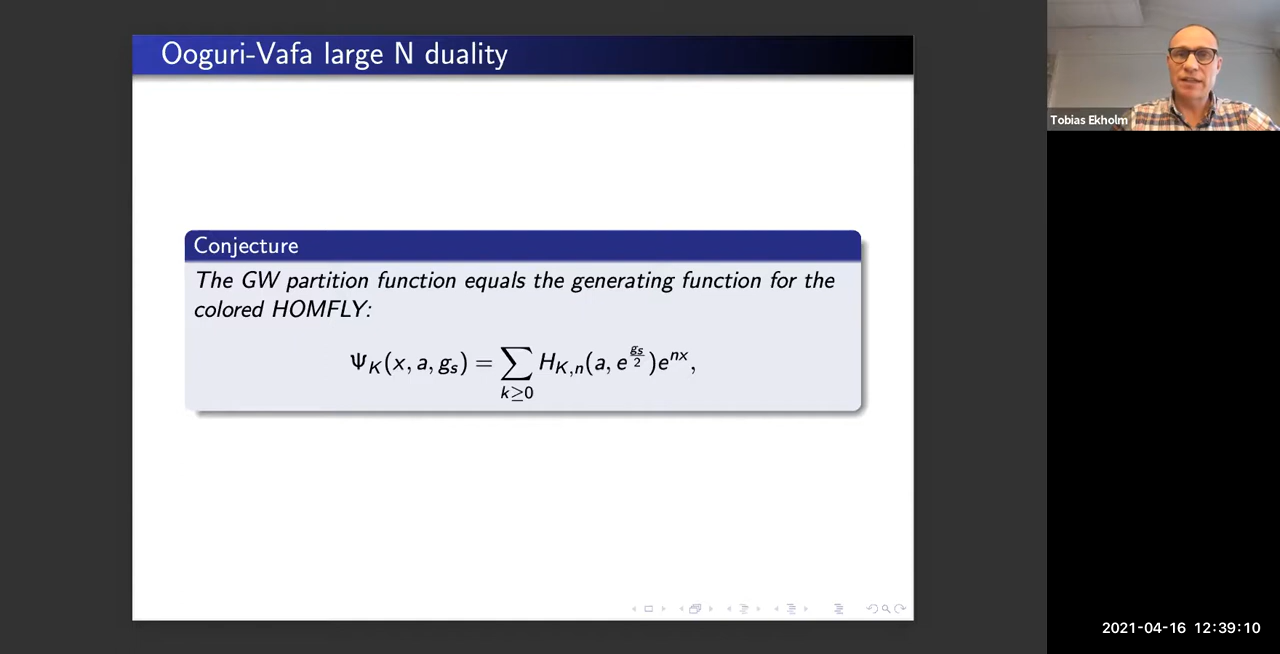 Ooguri-Vafa large N duality
Conjecture
The GW partition function equals the generating function for the
colored HOMFLY:
Ψ_K(x, a, g_s) = ∑_{k≥0} H_{K,n}(a, e^{g_s/2})e^{nx},
Tobias Ekholm
2021-04-16 12:39:10